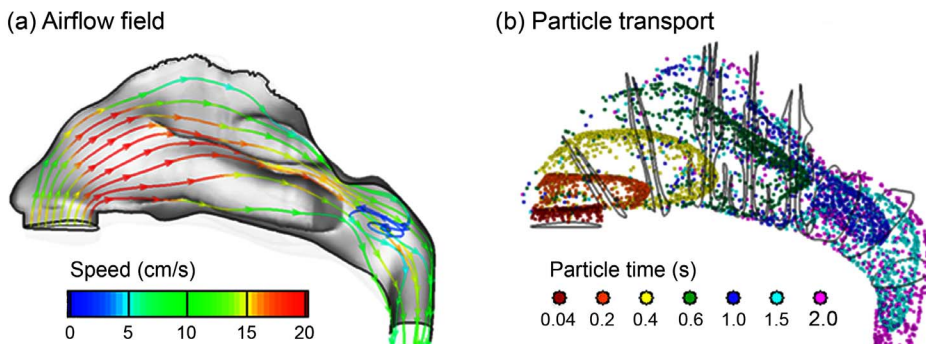 (a) Airflow field
(b) Particle transport
Speed (cm/s)
0 5 10 15 20
Particle time (s)
0.04 0.2 0.4 0.6 1.0 1.5 2.0